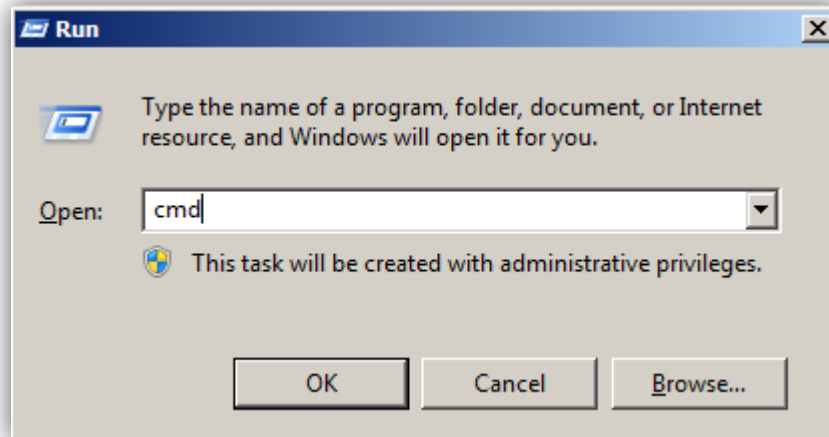 Run
Type the name of a program, folder, document, or Internet
resource, and Windows will open it for you.
Open: cmd
This task will be created with administrative privileges.
OK Cancel Browse...